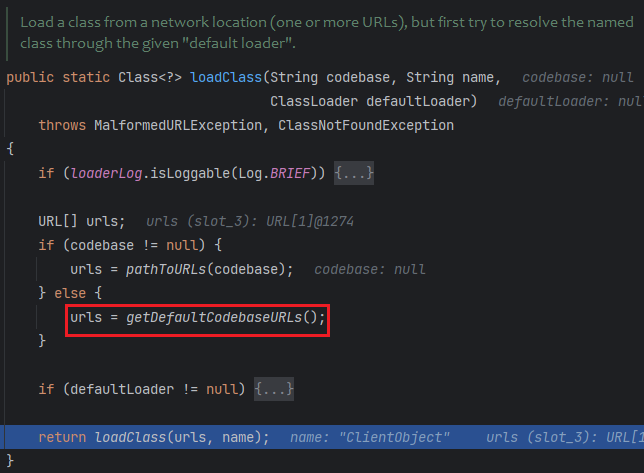 Load a class from a network location (one or more URLs), but first try to resolve the named
class through the given "default loader".
public static Class<?> loadClass(String codebase, String name,  codebase: null
                                 ClassLoader defaultLoader)  defaultLoader: nul
    throws MalformedURLException, ClassNotFoundException
{
    if (loaderLog.isLoggable(Log.BRIEF)) {...}
    URL[] urls;  urls (slot_3): URL[1]@1274
    if (codebase != null) {
        urls = pathToURLs(codebase);  codebase: null
    } else {
        urls = getDefaultCodebaseURLs();
    }
    if (defaultLoader != null) {...}
    return loadClass(urls, name);  name: "ClientObject"  urls (slot_3): URL[1
}